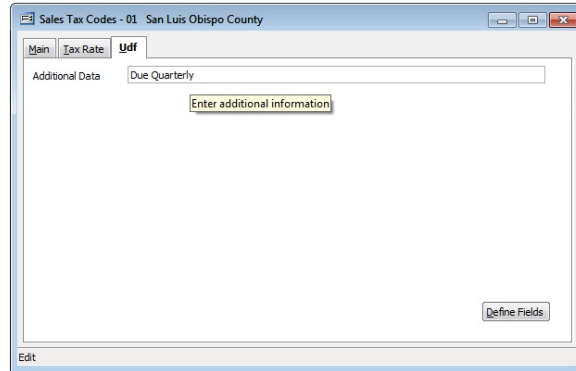 Sales Tax Codes - 01 San Luis Obispo County
Main Tax Rate Udf
Additional Data Due Quarterly
Enter additional information
Define Fields
Edit